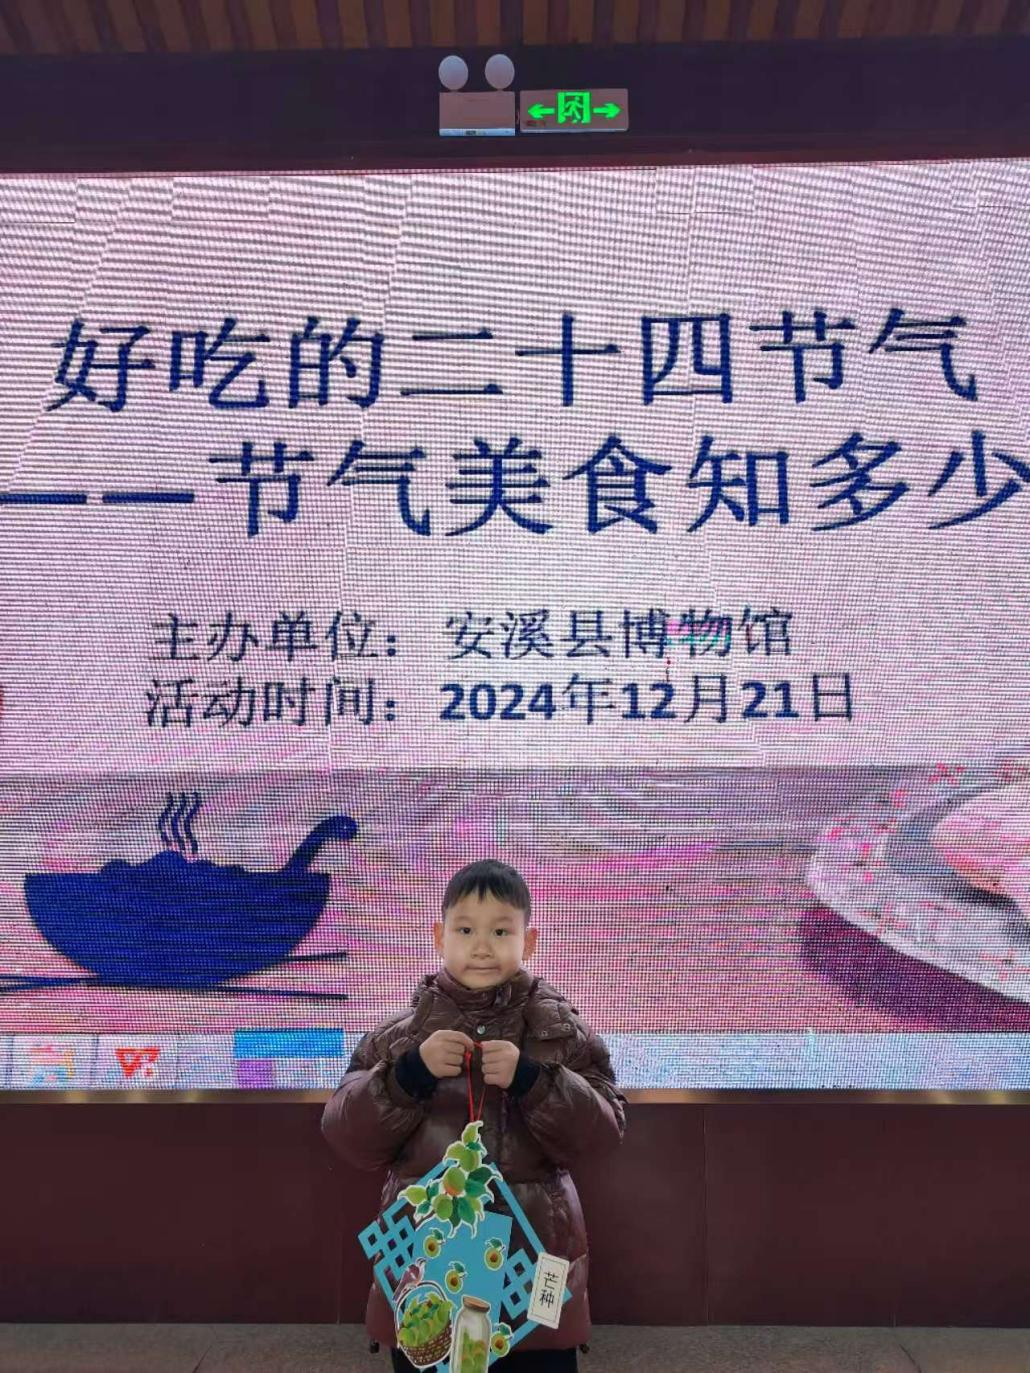 好吃的二十四节气
——节气美食知多少
主办单位：安溪县博物馆
活动时间：2024年12月21日
芒种